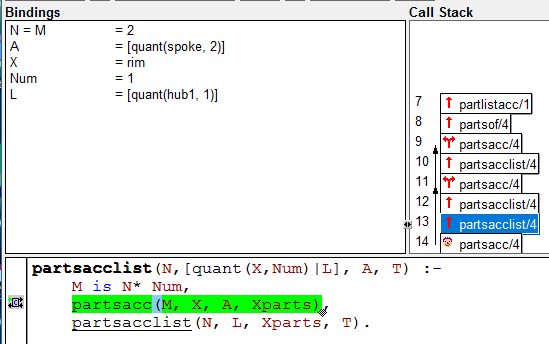 Bindings
N = M = 2
A = [quant(spoke, 2)]
X = rim
Num = 1
L = [quant(hub1, 1)]
Call Stack
7 partlistacc/1
8 partsof/4
9 partsacc/4
10 partsacclist/4
11 partsacc/4
12 partsacclist/4
13 partsacclist/4
14 partsacc/4
partsacclist(N,[quant(X,Num)|L], A, T) :-
M is N* Num,
partsacc(M, X, A, Xparts),
partsacclist(N, L, Xparts, T).